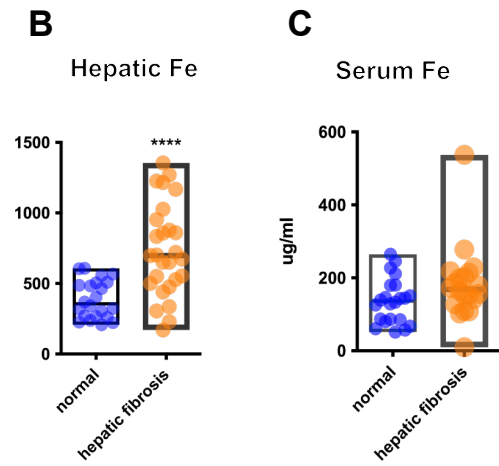 B
Hepatic Fe
1500
1000
500
0
****
normal
hepatic fibrosis
C
Serum Fe
ug/ml
600
400
200
0
normal
hepatic fibrosis